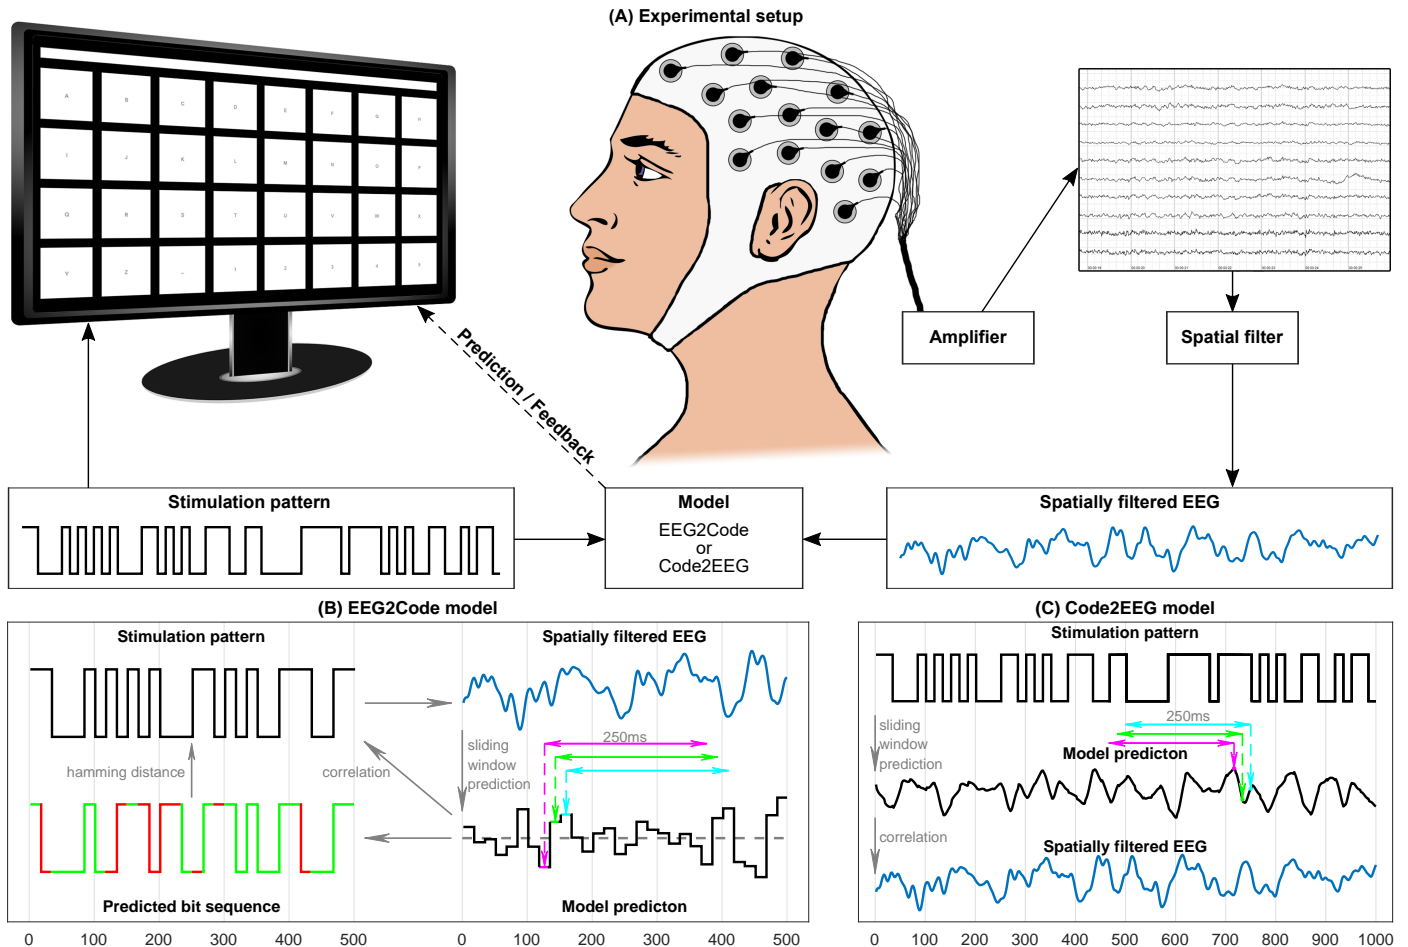 (A) Experimental setup
A B C D E F G H
I J K L M N O P
Q R S T U V W X
Y Z _ 1 2 3 4 5
Prediction / Feedback
Amplifier
Spatial filter
Stimulation pattern
Model
EEG2Code
or
Code2EEG
Spatially filtered EEG
(B) EEG2Code model
Stimulation pattern
hamming distance
correlation
Predicted bit sequence
0 100 200 300 400 500
Spatially filtered EEG
250ms
sliding
window
prediction
Model predicton
0 100 200 300 400 500
(C) Code2EEG model
Stimulation pattern
250ms
sliding
window
prediction
Model predicton
correlation
Spatially filtered EEG
0 100 200 300 400 500 600 700 800 900 1000